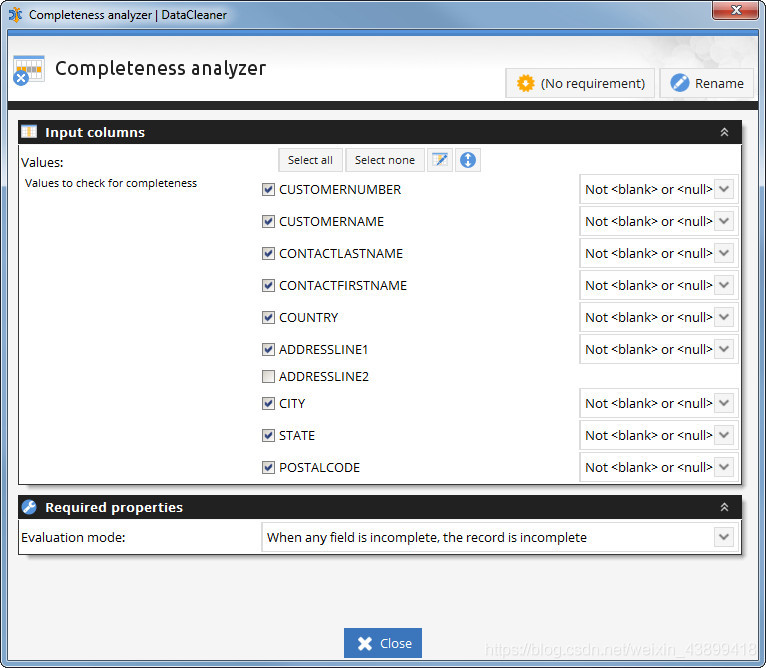 Completeness analyzer | DataCleaner
Completeness analyzer
(No requirement)
Rename
Input columns
Values:
Select all
Select none
Values to check for completeness
CUSTOMERNUMBER
Not <blank> or <null>
CUSTOMERNAME
Not <blank> or <null>
CONTACTLASTNAME
Not <blank> or <null>
CONTACTFIRSTNAME
Not <blank> or <null>
COUNTRY
Not <blank> or <null>
ADDRESSLINE1
Not <blank> or <null>
ADDRESSLINE2
CITY
Not <blank> or <null>
STATE
Not <blank> or <null>
POSTALCODE
Not <blank> or <null>
Required properties
Evaluation mode:
When any field is incomplete, the record is incomplete
Close
https://blog.csdn.net/weixin_43899418